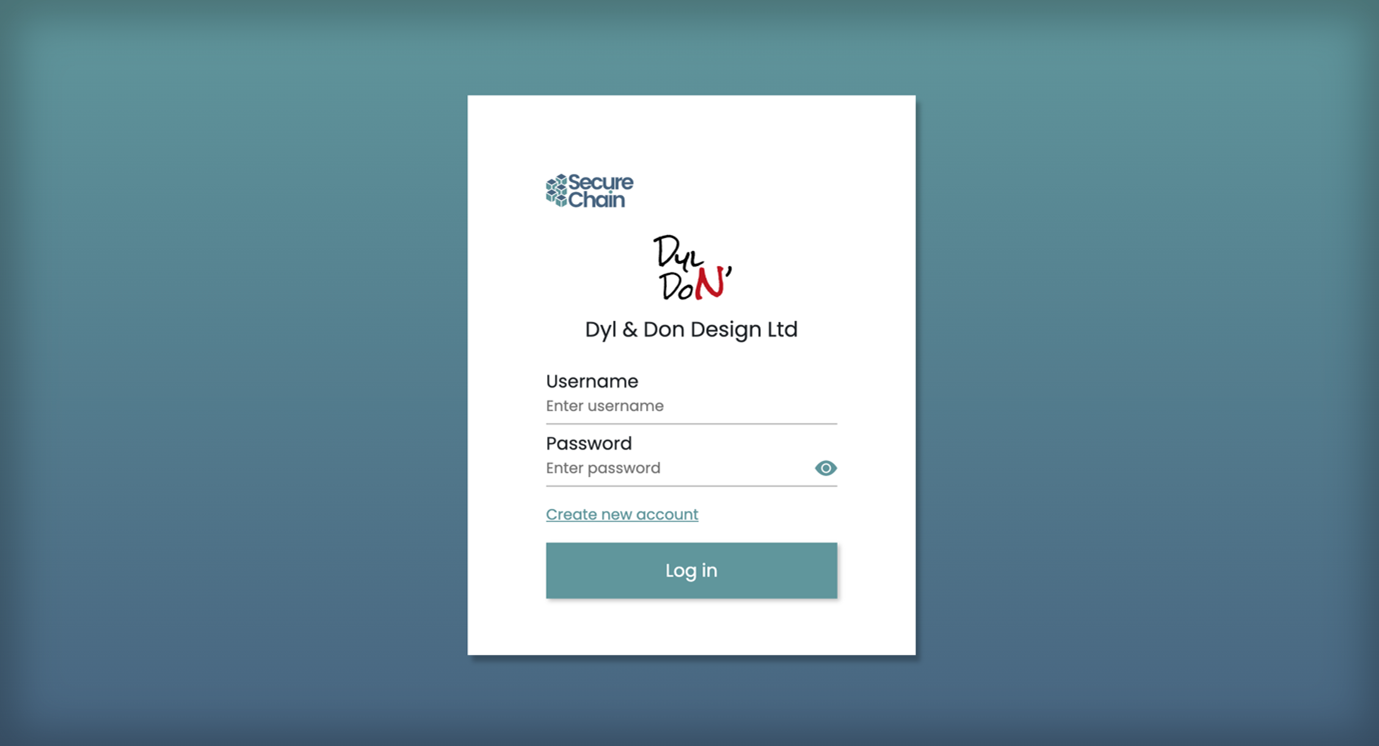 Secure
Chain
Dyl
Don'
Dyl & Don Design Ltd
Username
Enter username
Password
Enter password
Create new account
Log in